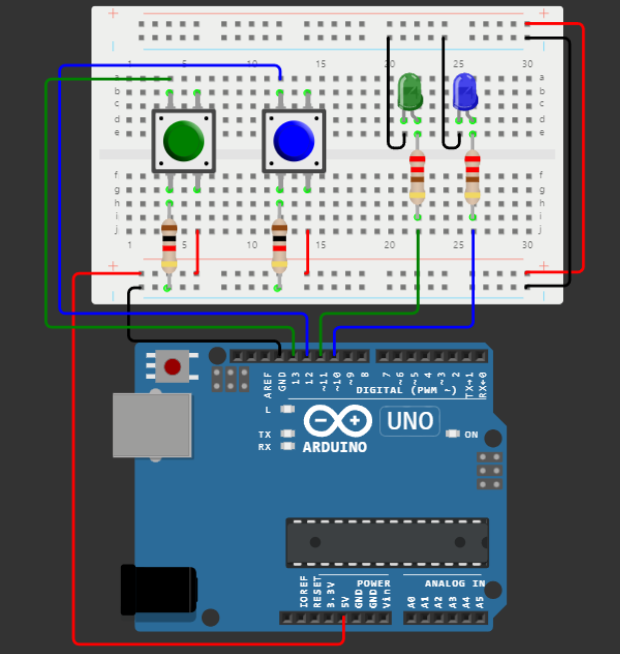 + +
1 5 10 15 20 25 30
a a
b b
c c
d d
e e
f f
g g
h h
i i
j j
1 5 10 15 20 25 30
+ +
AREF GND 13 12 ~11 ~10 ~9 8 7 ~6 ~5 4 ~3 2 TX→1 RX←0
DIGITAL (PWM ~)
L
TX
RX
UNO
ON
ARDUINO
POWER
ANALOG IN
IOREF RESET 3.3V 5V GND GND Vin A0 A1 A2 A3 A4 A5